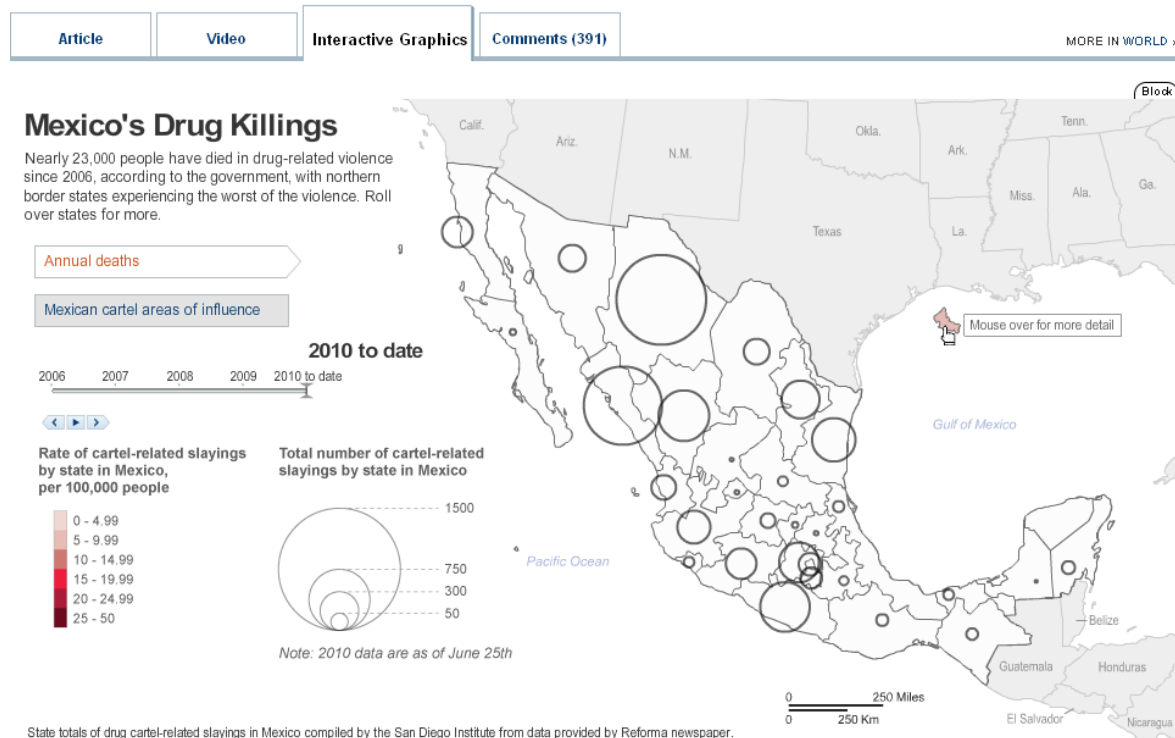 Article
Video
Interactive Graphics
Comments (391)
MORE IN WORLD
Block
Mexico's Drug Killings
Nearly 23,000 people have died in drug-related violence
since 2006, according to the government, with northern
border states experiencing the worst of the violence. Roll
over states for more.
Annual deaths
Mexican cartel areas of influence
2010 to date
2006 2007 2008 2009 2010 to date
Rate of cartel-related slayings
by state in Mexico,
per 100,000 people
0 - 4.99
5 - 9.99
10 - 14.99
15 - 19.99
20 - 24.99
25 - 50
Total number of cartel-related
slayings by state in Mexico
1500
750
300
50
Note: 2010 data are as of June 25th
Calif.
Ariz.
N.M.
Okla.
Ark.
Tenn.
Texas
La.
Miss.
Ala.
Ga.
Mouse over for more detail
Gulf of Mexico
Pacific Ocean
Belize
Guatemala
Honduras
El Salvador
Nicaragua
0 250 Miles
0 250 Km
State totals of drug cartel-related slayings in Mexico compiled by the San Diego Institute from data provided by Reforma newspaper.